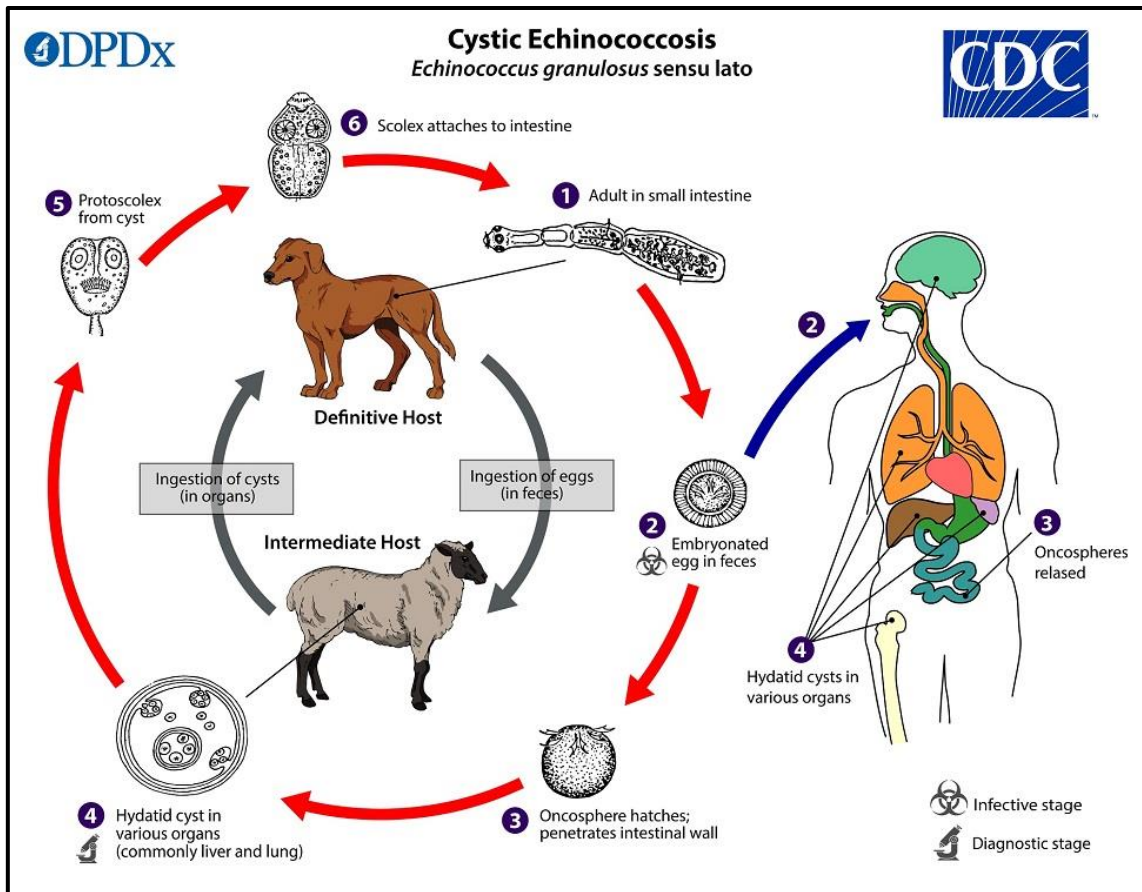 DPDx
Cystic Echinococcosis
Echinococcus granulosus sensu lato
CDC
TM
6 Scolex attaches to intestine
5 Protoscolex
from cyst
1 Adult in small intestine
2
Definitive Host
Ingestion of cysts
(in organs)
Ingestion of eggs
(in feces)
Intermediate Host
2 Embryonated
egg in feces
3
Oncospheres
relased
4
Hydatid cysts in
various organs
4 Hydatid cyst in
various organs
(commonly liver and lung)
3 Oncosphere hatches;
penetrates intestinal wall
Infective stage
Diagnostic stage